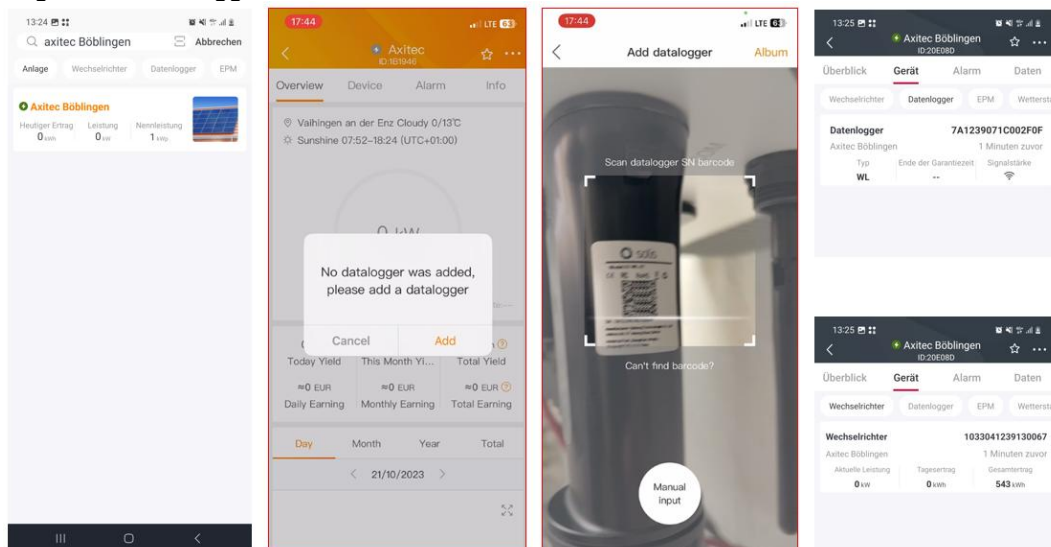 13:24
axitec Böblingen
Abbrechen
Anlage Wechselrichter Datenlogger EPM
Axitec Böblingen
Heutiger Ertrag Leistung Nennleistung
0 kWh 0 kW 1 kWp
17:44
LTE 63
Axitec
ID:161946
Overview Device Alarm Info
Vaihingen an der Enz Cloudy 0/13℃
Sunshine 07:52–18:24 (UTC+01:00)
0 kW
No datalogger was added,
please add a datalogger
Cancel Add
Today Yield This Month Yi... Total Yield
≈0 EUR ≈0 EUR ≈0 EUR
Daily Earning Monthly Earning Total Earning
Day Month Year Total
21/10/2023
17:44
LTE 63
Add datalogger Album
Scan datalogger SN barcode
solis
Can't find barcode?
Manual
input
13:25
Axitec Böblingen
ID:20E08D
Überblick Gerät Alarm Daten
Wechselrichter Datenlogger EPM Wettersta
Datenlogger 7A1239071C002F0F
Axitec Böblingen 1 Minuten zuvor
Typ Ende der Garantiezeit Signalstärke
WL --
13:25
Axitec Böblingen
ID:20E08D
Überblick Gerät Alarm Daten
Wechselrichter Datenlogger EPM Wettersta
Wechselrichter 1033041239130067
Axitec Böblingen 1 Minuten zuvor
Aktuelle Leistung Tagesertrag Gesamtertrag
0 kW 0 kWh 543 kWh